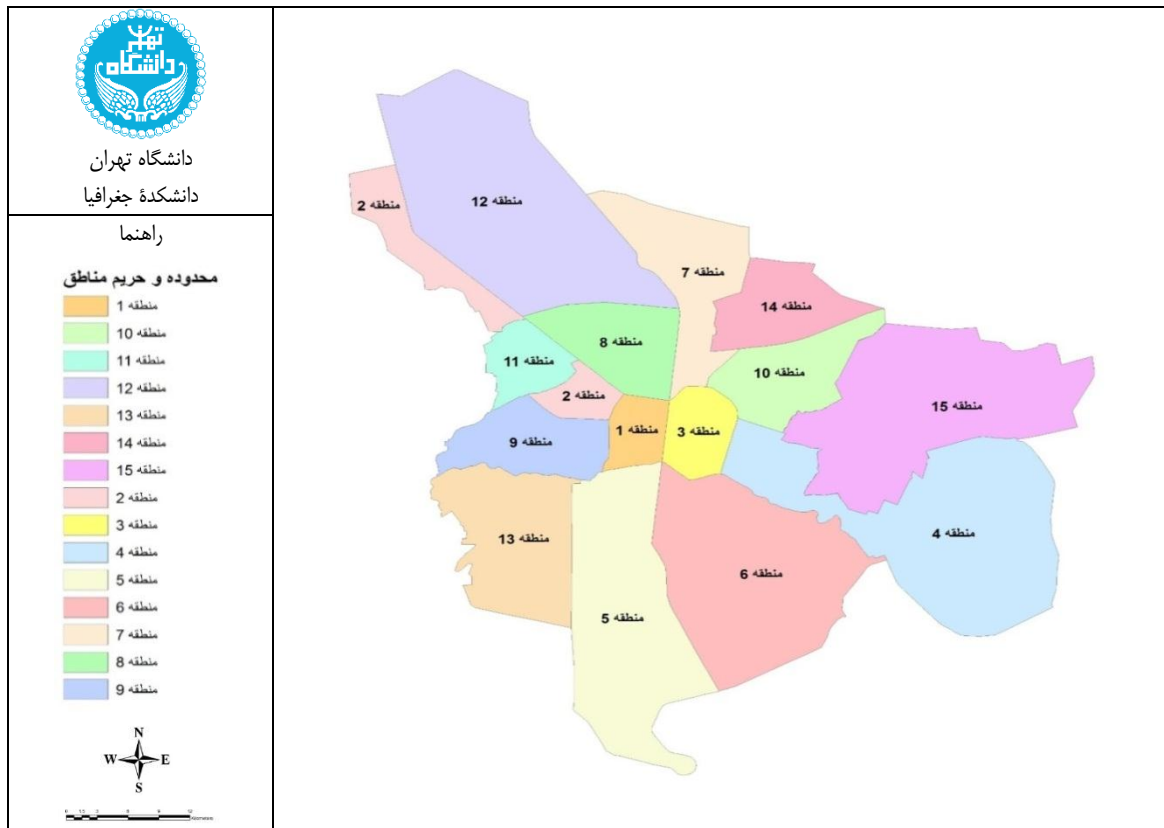 دانشگاه تهران
دانشگاه تهران
دانشکدهٔ جغرافیا
راهنما
محدوده و حریم مناطق
منطقه 1
منطقه 10
منطقه 11
منطقه 12
منطقه 13
منطقه 14
منطقه 15
منطقه 2
منطقه 3
منطقه 4
منطقه 5
منطقه 6
منطقه 7
منطقه 8
منطقه 9
N
W E
S
منطقه 12
منطقه 2
منطقه 7
منطقه 14
منطقه 8
منطقه 11
منطقه 10
منطقه 2
منطقه 15
منطقه 1
منطقه 3
منطقه 9
منطقه 4
منطقه 13
منطقه 6
منطقه 5